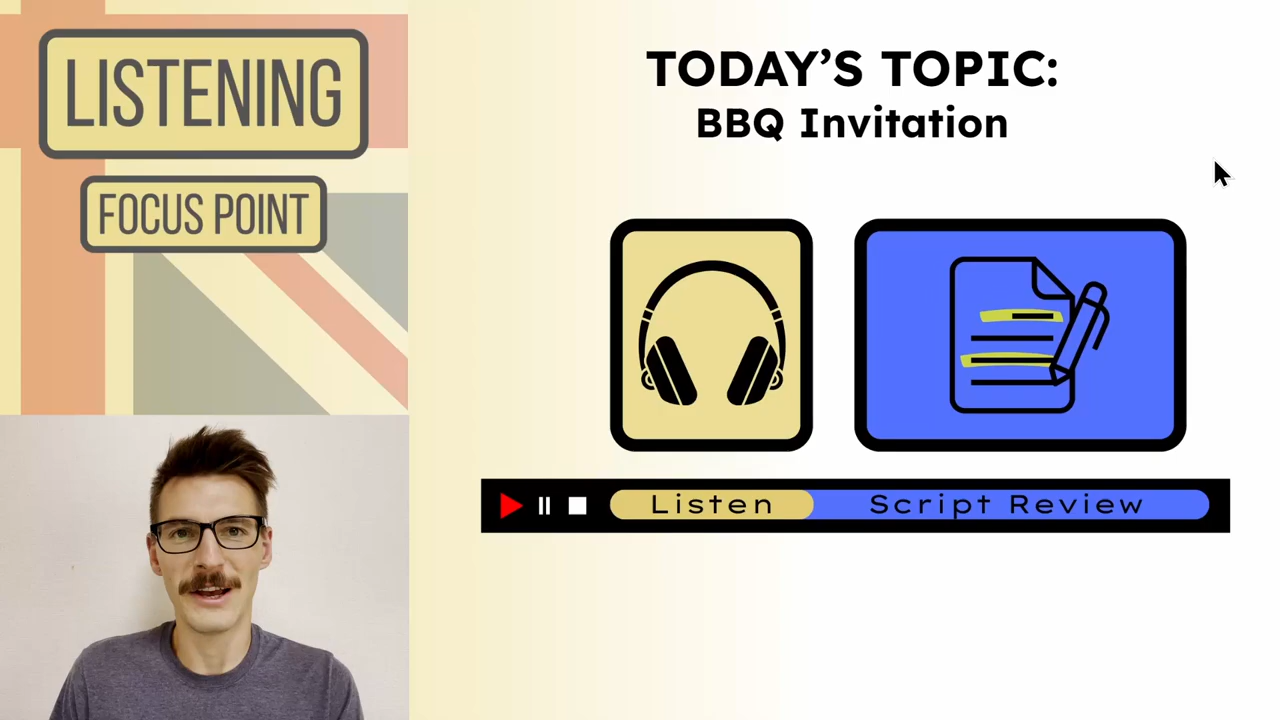 LISTENING
FOCUS POINT
TODAY'S TOPIC:
BBQ Invitation
Listen
Script Review